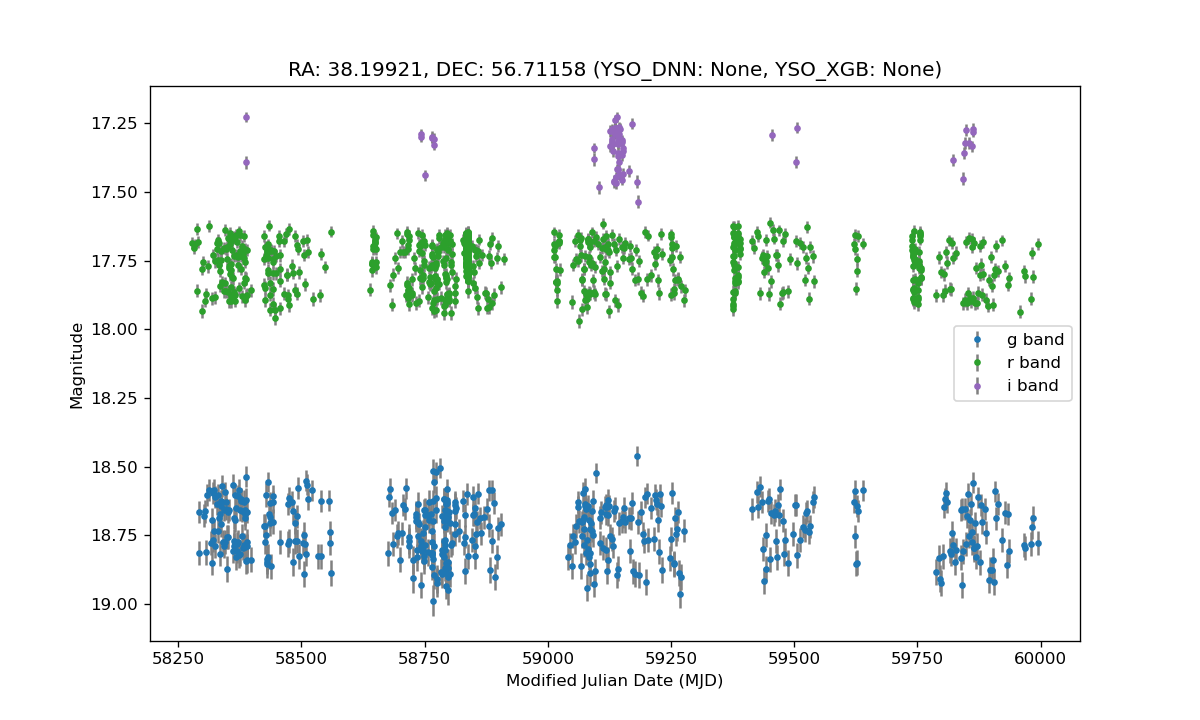 RA: 38.19921, DEC: 56.71158 (YSO_DNN: None, YSO_XGB: None)
17.25
17.50
17.75
18.00
18.25
18.50
18.75
19.00
Magnitude
g band
r band
i band
58250 58500 58750 59000 59250 59500 59750 60000
Modified Julian Date (MJD)